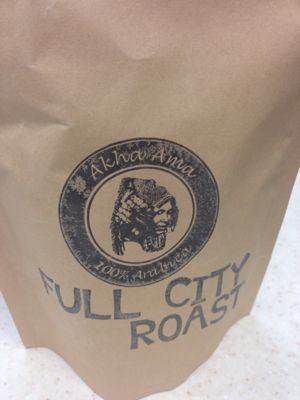 Akha Ama
100% Arabica
FULL CITY
ROAST